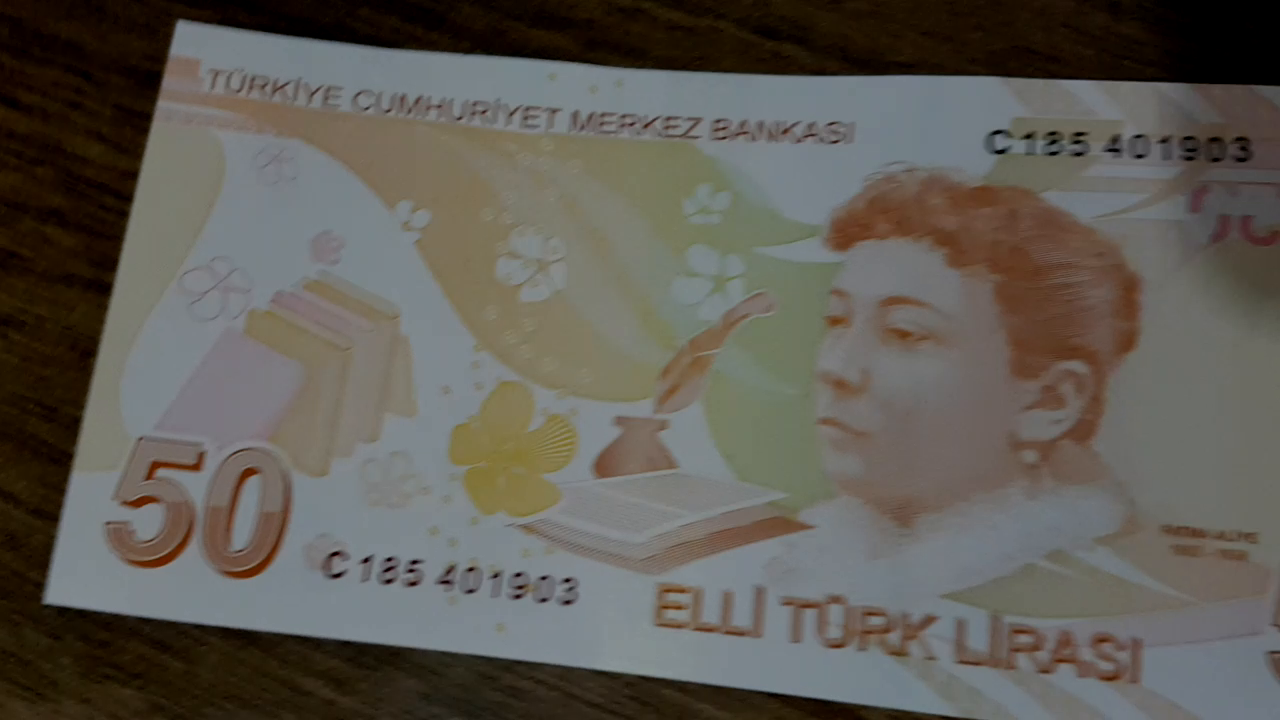 TÜRKİYE CUMHURİYET MERKEZ BANKASI
C185 401903
50
C185 401903
ELLİ TÜRK LİRASI